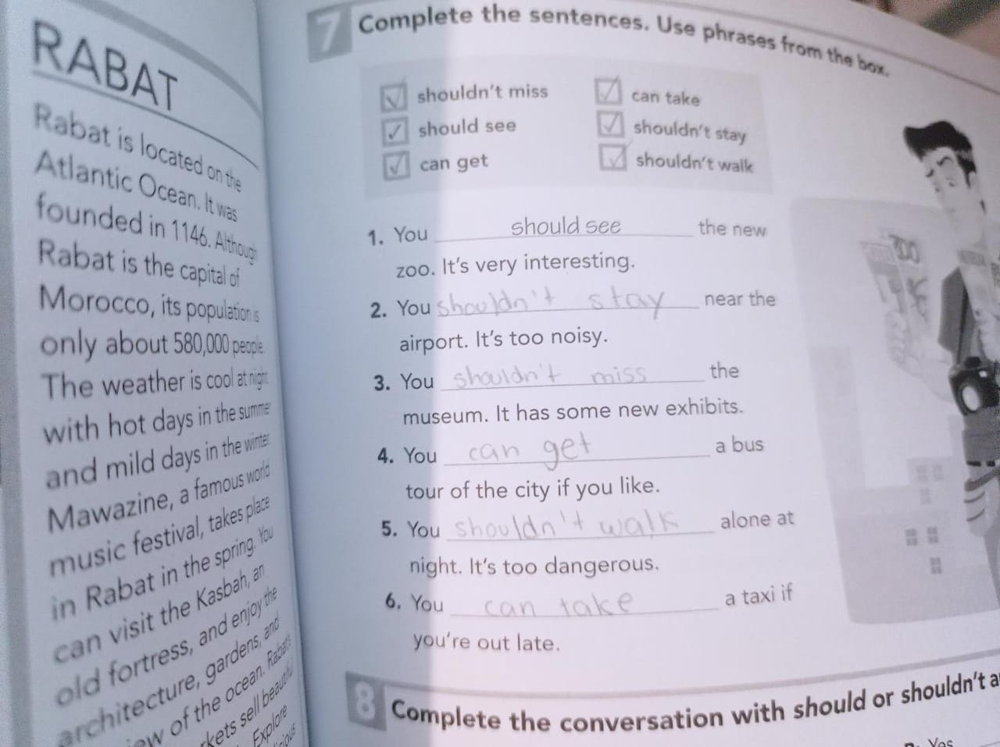 RABAT
Rabat is located on the
Atlantic Ocean. It was
founded in 1146. Although
Rabat is the capital of
Morocco, its population is
only about 580,000 people.
The weather is cool at night
with hot days in the summer
and mild days in the winter.
Mawazine, a famous world
music festival, takes place
in Rabat in the spring. You
can visit the Kasbah, an
old fortress, and enjoy the
architecture, gardens, and
of the ocean. Rabat's
sell beautiful
Explore
7 Complete the sentences. Use phrases from the box.
shouldn't miss
should see
can get
can take
shouldn't stay
shouldn't walk
1. You should see the new
zoo. It's very interesting.
2. You shouldn't stay near the
airport. It's too noisy.
3. You shouldn't miss the
museum. It has some new exhibits.
4. You can get a bus
tour of the city if you like.
5. You shouldn't walk alone at
night. It's too dangerous.
6. You can take a taxi if
you're out late.
ZOO
8 Complete the conversation with should or shouldn't
Yes